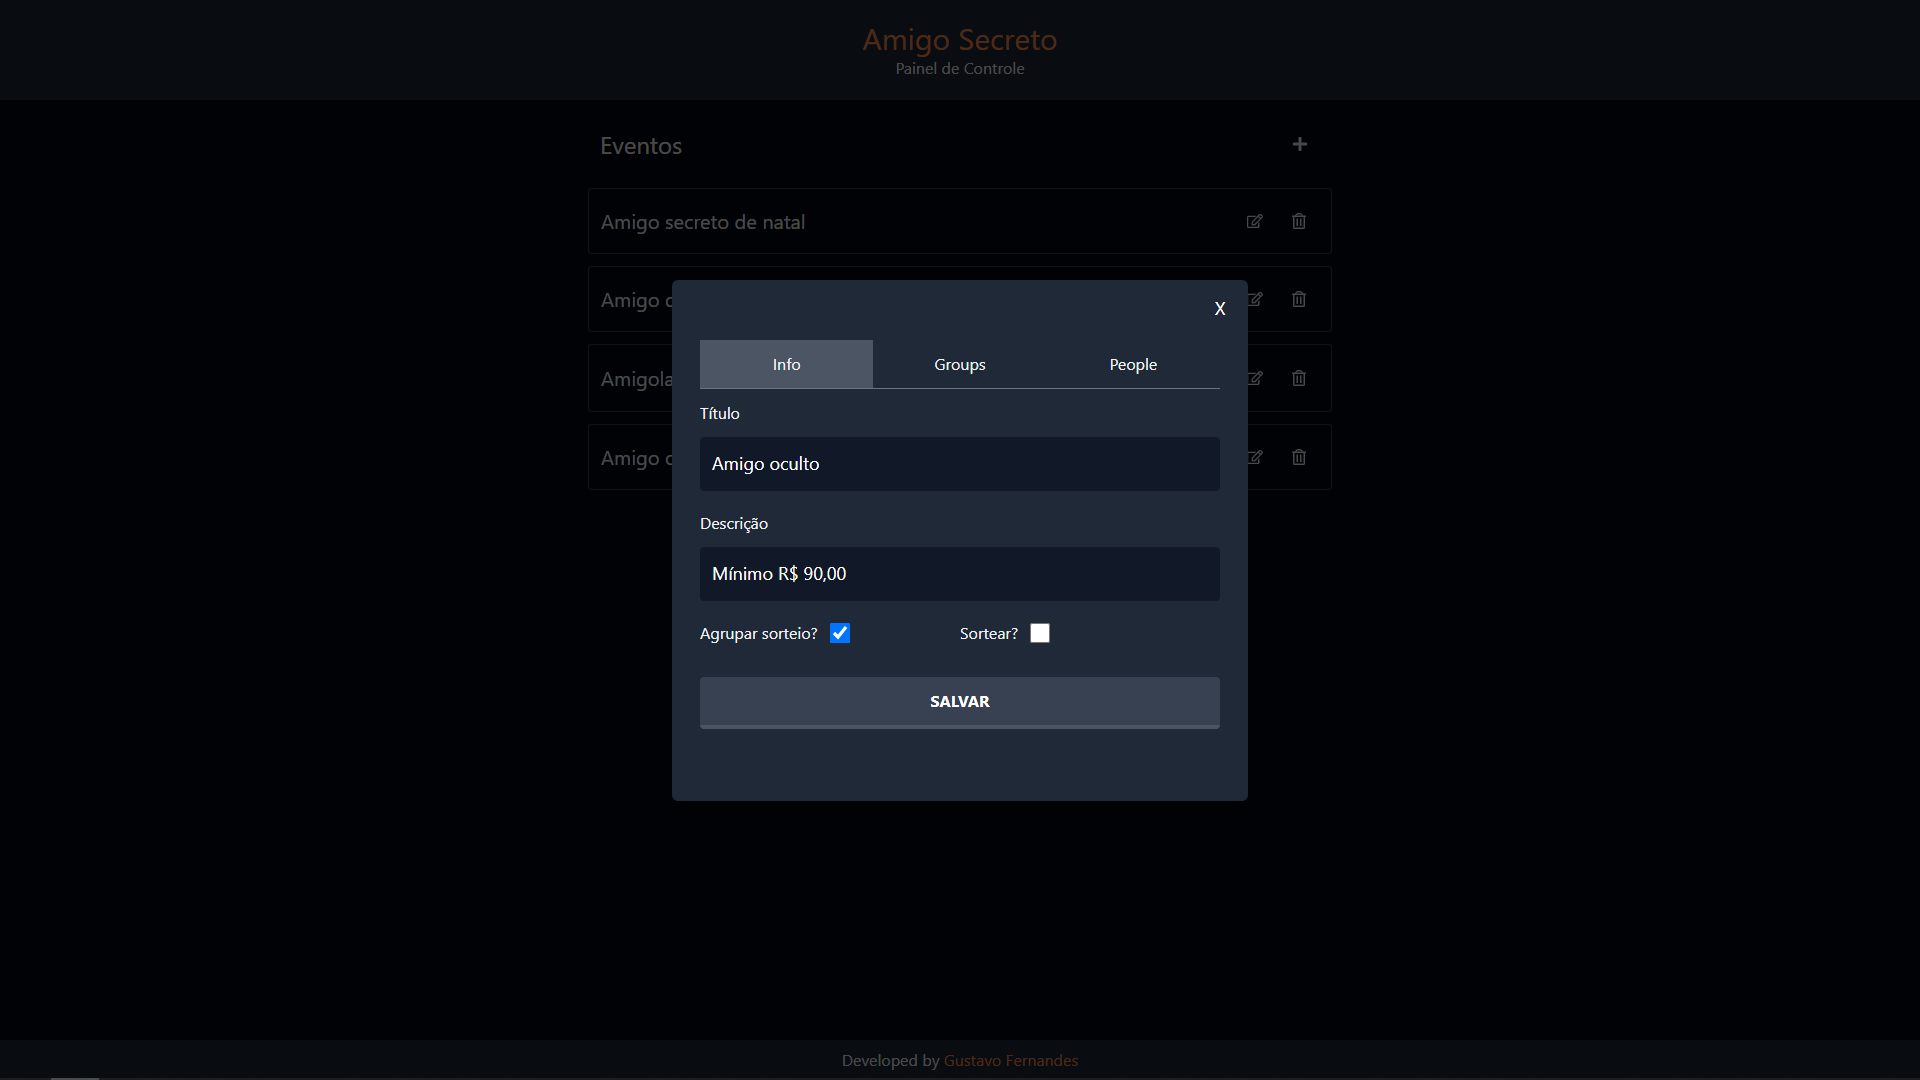 Amigo Secreto
Painel de Controle
Eventos
Amigo secreto de natal
Amigo
Amigo
X
Info Groups People
Título
Amigo oculto
Descrição
Mínimo R$ 90,00
Agrupar sorteio? Sortear?
SALVAR
Developed by Gustavo Fernandes